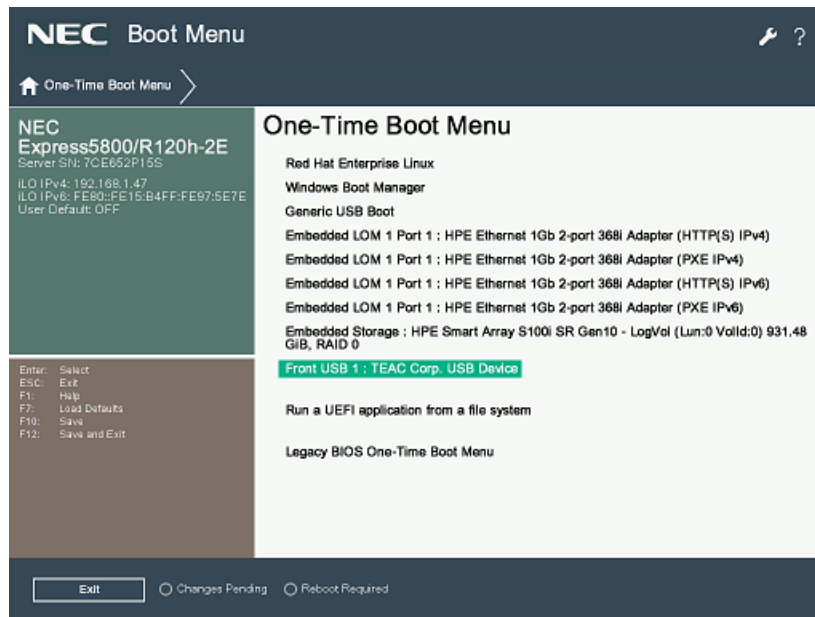 NEC Boot Menu
?
One-Time Boot Menu
NEC
Express5800/R120h-2E
Server SN: 7CE652P15S
iLO IPv4: 192.168.1.47
iLO IPv6: FE80::FE15:B4FF:FE97:5E7E
User Default: OFF
Enter: Select
ESC: Exit
F1: Help
F7: Load Defaults
F10: Save
F12: Save and Exit
One-Time Boot Menu
Red Hat Enterprise Linux
Windows Boot Manager
Generic USB Boot
Embedded LOM 1 Port 1 : HPE Ethernet 1Gb 2-port 368i Adapter (HTTP(S) IPv4)
Embedded LOM 1 Port 1 : HPE Ethernet 1Gb 2-port 368i Adapter (PXE IPv4)
Embedded LOM 1 Port 1 : HPE Ethernet 1Gb 2-port 368i Adapter (HTTP(S) IPv6)
Embedded LOM 1 Port 1 : HPE Ethernet 1Gb 2-port 368i Adapter (PXE IPv6)
Embedded Storage : HPE Smart Array S100i SR Gen10 - LogVol (Lun:0 VolId:0) 931.48
GiB, RAID 0
Front USB 1 : TEAC Corp. USB Device
Run a UEFI application from a file system
Legacy BIOS One-Time Boot Menu
Exit
Changes Pending
Reboot Required